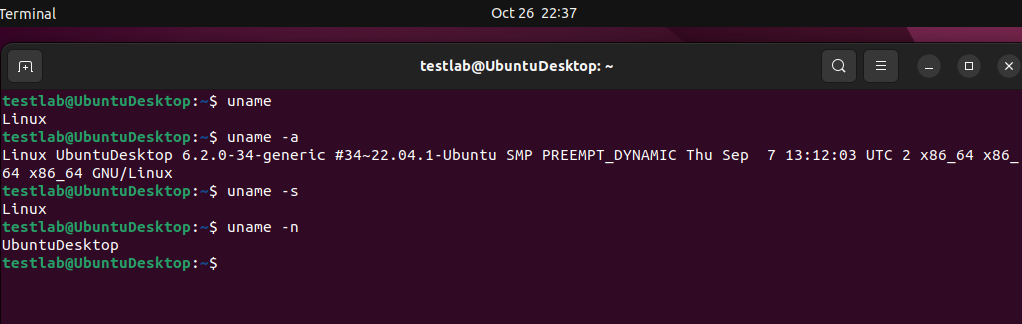 Terminal
Oct 26 22:37
testlab@UbuntuDesktop: ~
testlab@UbuntuDesktop:~$ uname
Linux
testlab@UbuntuDesktop:~$ uname -a
Linux UbuntuDesktop 6.2.0-34-generic #34~22.04.1-Ubuntu SMP PREEMPT_DYNAMIC Thu Sep  7 13:12:03 UTC 2 x86_64 x86_
64 x86_64 GNU/Linux
testlab@UbuntuDesktop:~$ uname -s
Linux
testlab@UbuntuDesktop:~$ uname -n
UbuntuDesktop
testlab@UbuntuDesktop:~$